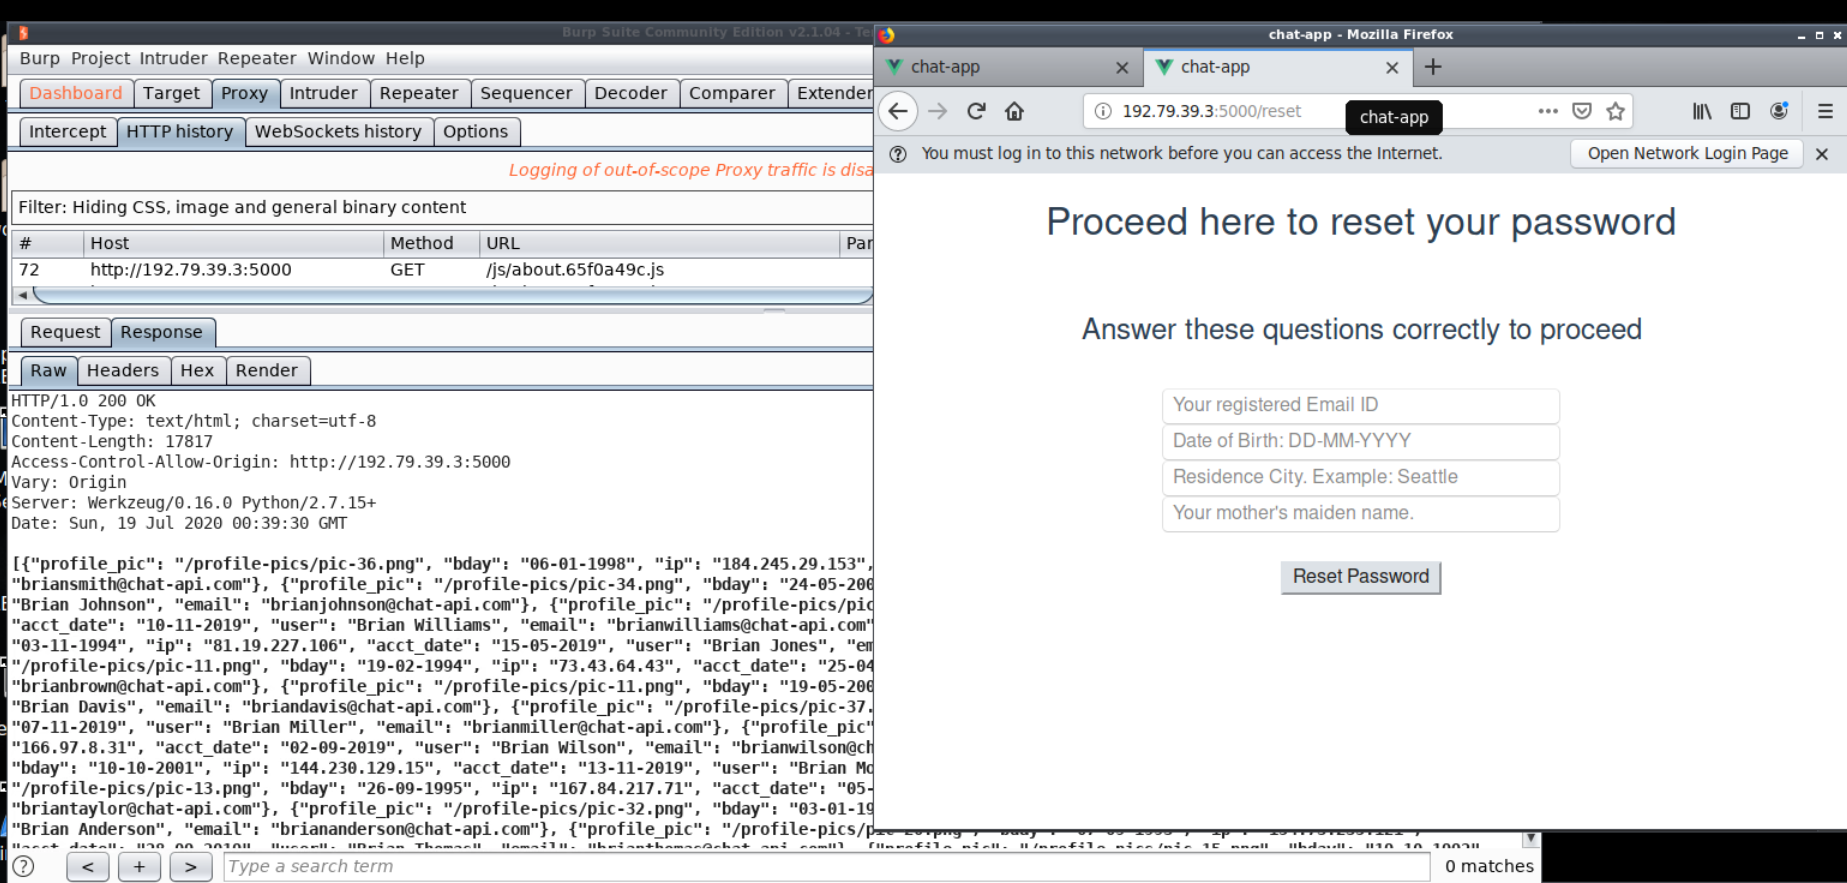 Burp Suite Community Edition v2.1.04 - Te
Burp Project Intruder Repeater Window Help
Dashboard Target Proxy Intruder Repeater Sequencer Decoder Comparer Extender
Intercept HTTP history WebSockets history Options
Logging of out-of-scope Proxy traffic is disa
Filter: Hiding CSS, image and general binary content
# Host Method URL Par
72 http://192.79.39.3:5000 GET /js/about.65f0a49c.js
Request Response
Raw Headers Hex Render
HTTP/1.0 200 OK
Content-Type: text/html; charset=utf-8
Content-Length: 17817
Access-Control-Allow-Origin: http://192.79.39.3:5000
Vary: Origin
Server: Werkzeug/0.16.0 Python/2.7.15+
Date: Sun, 19 Jul 2020 00:39:30 GMT
[{"profile_pic": "/profile-pics/pic-36.png", "bday": "06-01-1998", "ip": "184.245.29.153",
"briansmith@chat-api.com"}, {"profile_pic": "/profile-pics/pic-34.png", "bday": "24-05-200
"Brian Johnson", "email": "brianjohnson@chat-api.com"}, {"profile_pic": "/profile-pics/pic
"acct_date": "10-11-2019", "user": "Brian Williams", "email": "brianwilliams@chat-api.com"
"03-11-1994", "ip": "81.19.227.106", "acct_date": "15-05-2019", "user": "Brian Jones", "em
"/profile-pics/pic-11.png", "bday": "19-02-1994", "ip": "73.43.64.43", "acct_date": "25-04
"brianbrown@chat-api.com"}, {"profile_pic": "/profile-pics/pic-11.png", "bday": "19-05-200
"Brian Davis", "email": "briandavis@chat-api.com"}, {"profile_pic": "/profile-pics/pic-37.
"07-11-2019", "user": "Brian Miller", "email": "brianmiller@chat-api.com"}, {"profile_pic"
"166.97.8.31", "acct_date": "02-09-2019", "user": "Brian Wilson", "email": "brianwilson@ch
"bday": "10-10-2001", "ip": "144.230.129.15", "acct_date": "13-11-2019", "user": "Brian Mo
"/profile-pics/pic-13.png", "bday": "26-09-1995", "ip": "167.84.217.71", "acct_date": "05-
"briantaylor@chat-api.com"}, {"profile_pic": "/profile-pics/pic-32.png", "bday": "03-01-19
"Brian Anderson", "email": "briananderson@chat-api.com"}, {"profile_pic": "/profile-pics/
"user": "Brian Thomas", "email": "brianthomas@chat-api.com"}, {"profile_pic": "/profile-pics/pic-15.png", "bday": "10-10-1992",
? < + > Type a search term 0 matches
chat-app - Mozilla Firefox
chat-app chat-app
192.79.39.3:5000/reset
chat-app
You must log in to this network before you can access the Internet. Open Network Login Page
Proceed here to reset your password
Answer these questions correctly to proceed
Your registered Email ID
Date of Birth: DD-MM-YYYY
Residence City. Example: Seattle
Your mother's maiden name.
Reset Password